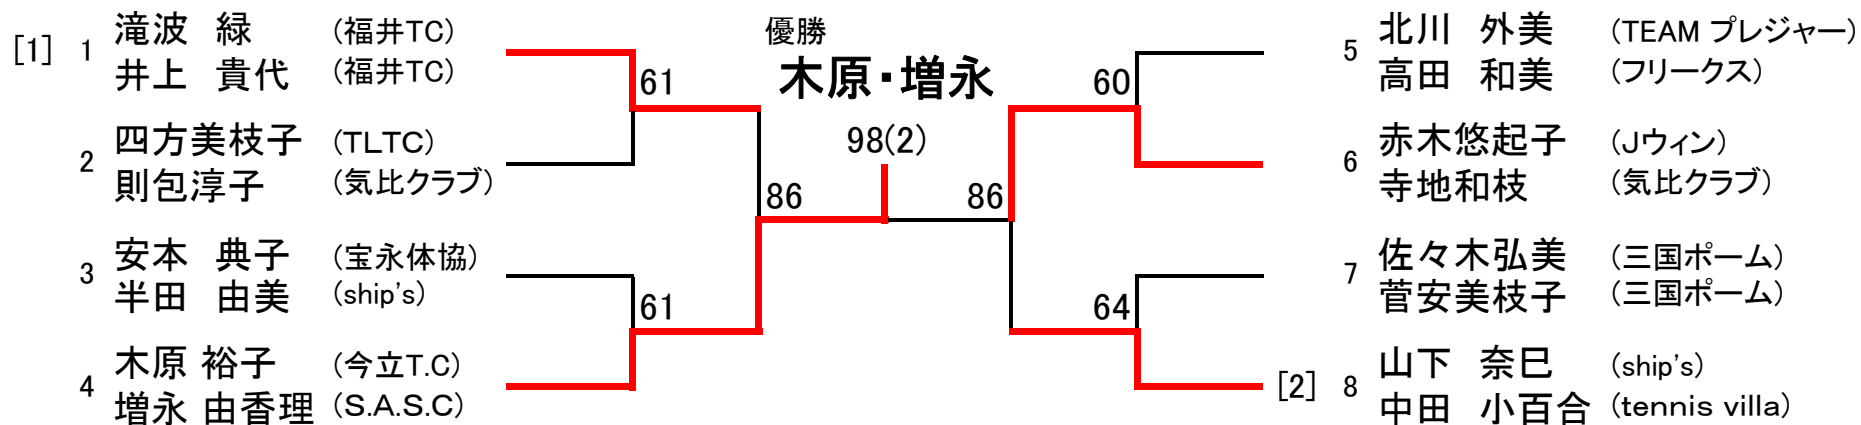 [1] 1 滝波 緑 (福井TC)
井上 貴代 (福井TC)
2 四方美枝子 (TLTC)
則包淳子 (気比クラブ)
3 安本 典子 (宝永体協)
半田 由美 (ship's)
4 木原 裕子 (今立T.C)
増永 由香理 (S.A.S.C)
61
61
86
優勝
木原・増永
98(2)
86
60
64
5 北川 外美 (TEAM プレジャー)
高田 和美 (フリークス)
6 赤木悠起子 (Jウィン)
寺地和枝 (気比クラブ)
7 佐々木弘美 (三国ポーム)
菅安美枝子 (三国ポーム)
[2] 8 山下 奈巳 (ship's)
中田 小百合 (tennis villa)